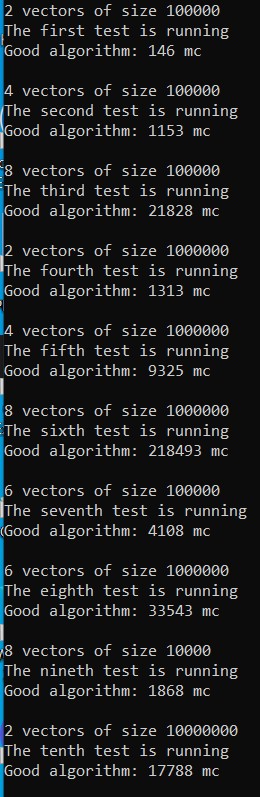 2 vectors of size 100000
The first test is running
Good algorithm: 146 mc
4 vectors of size 100000
The second test is running
Good algorithm: 1153 mc
8 vectors of size 100000
The third test is running
Good algorithm: 21828 mc
2 vectors of size 1000000
The fourth test is running
Good algorithm: 1313 mc
4 vectors of size 1000000
The fifth test is running
Good algorithm: 9325 mc
8 vectors of size 1000000
The sixth test is running
Good algorithm: 218493 mc
6 vectors of size 100000
The seventh test is running
Good algorithm: 4108 mc
6 vectors of size 1000000
The eighth test is running
Good algorithm: 33543 mc
8 vectors of size 10000
The nineth test is running
Good algorithm: 1868 mc
2 vectors of size 10000000
The tenth test is running
Good algorithm: 17788 mc